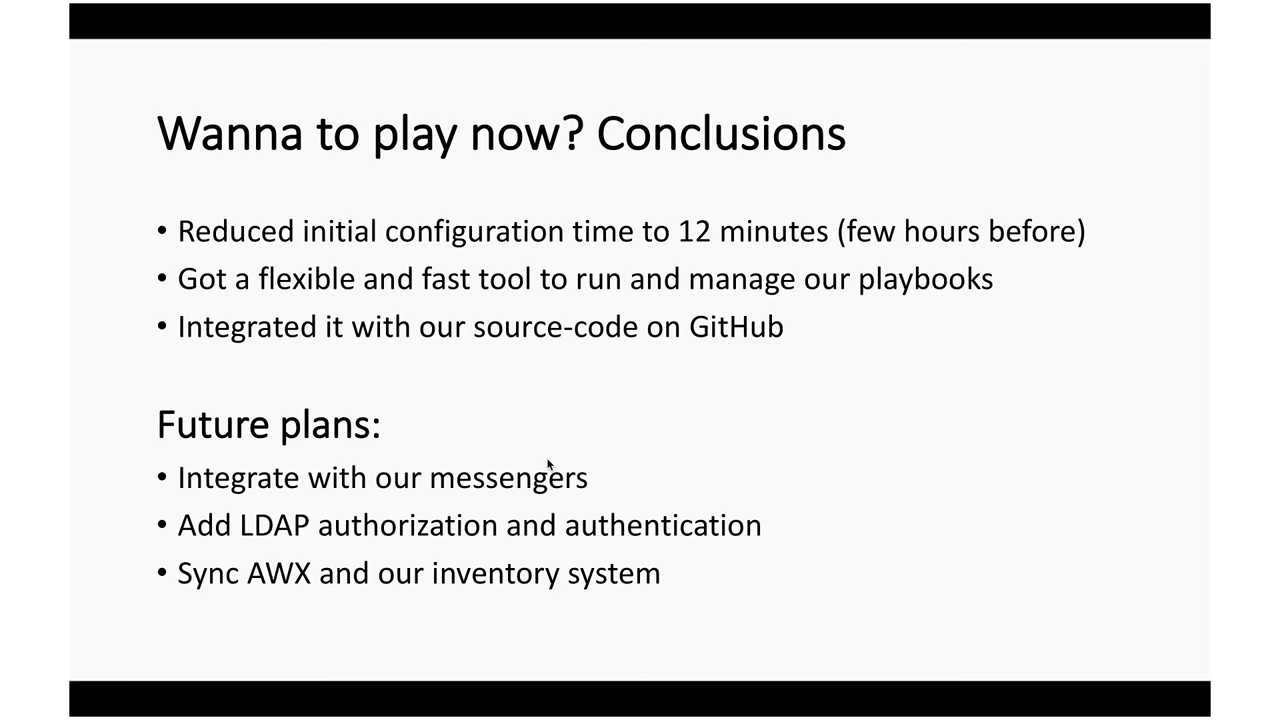 Wanna to play now? Conclusions
• Reduced initial configuration time to 12 minutes (few hours before)
• Got a flexible and fast tool to run and manage our playbooks
• Integrated it with our source-code on GitHub
Future plans:
• Integrate with our messengers
• Add LDAP authorization and authentication
• Sync AWX and our inventory system